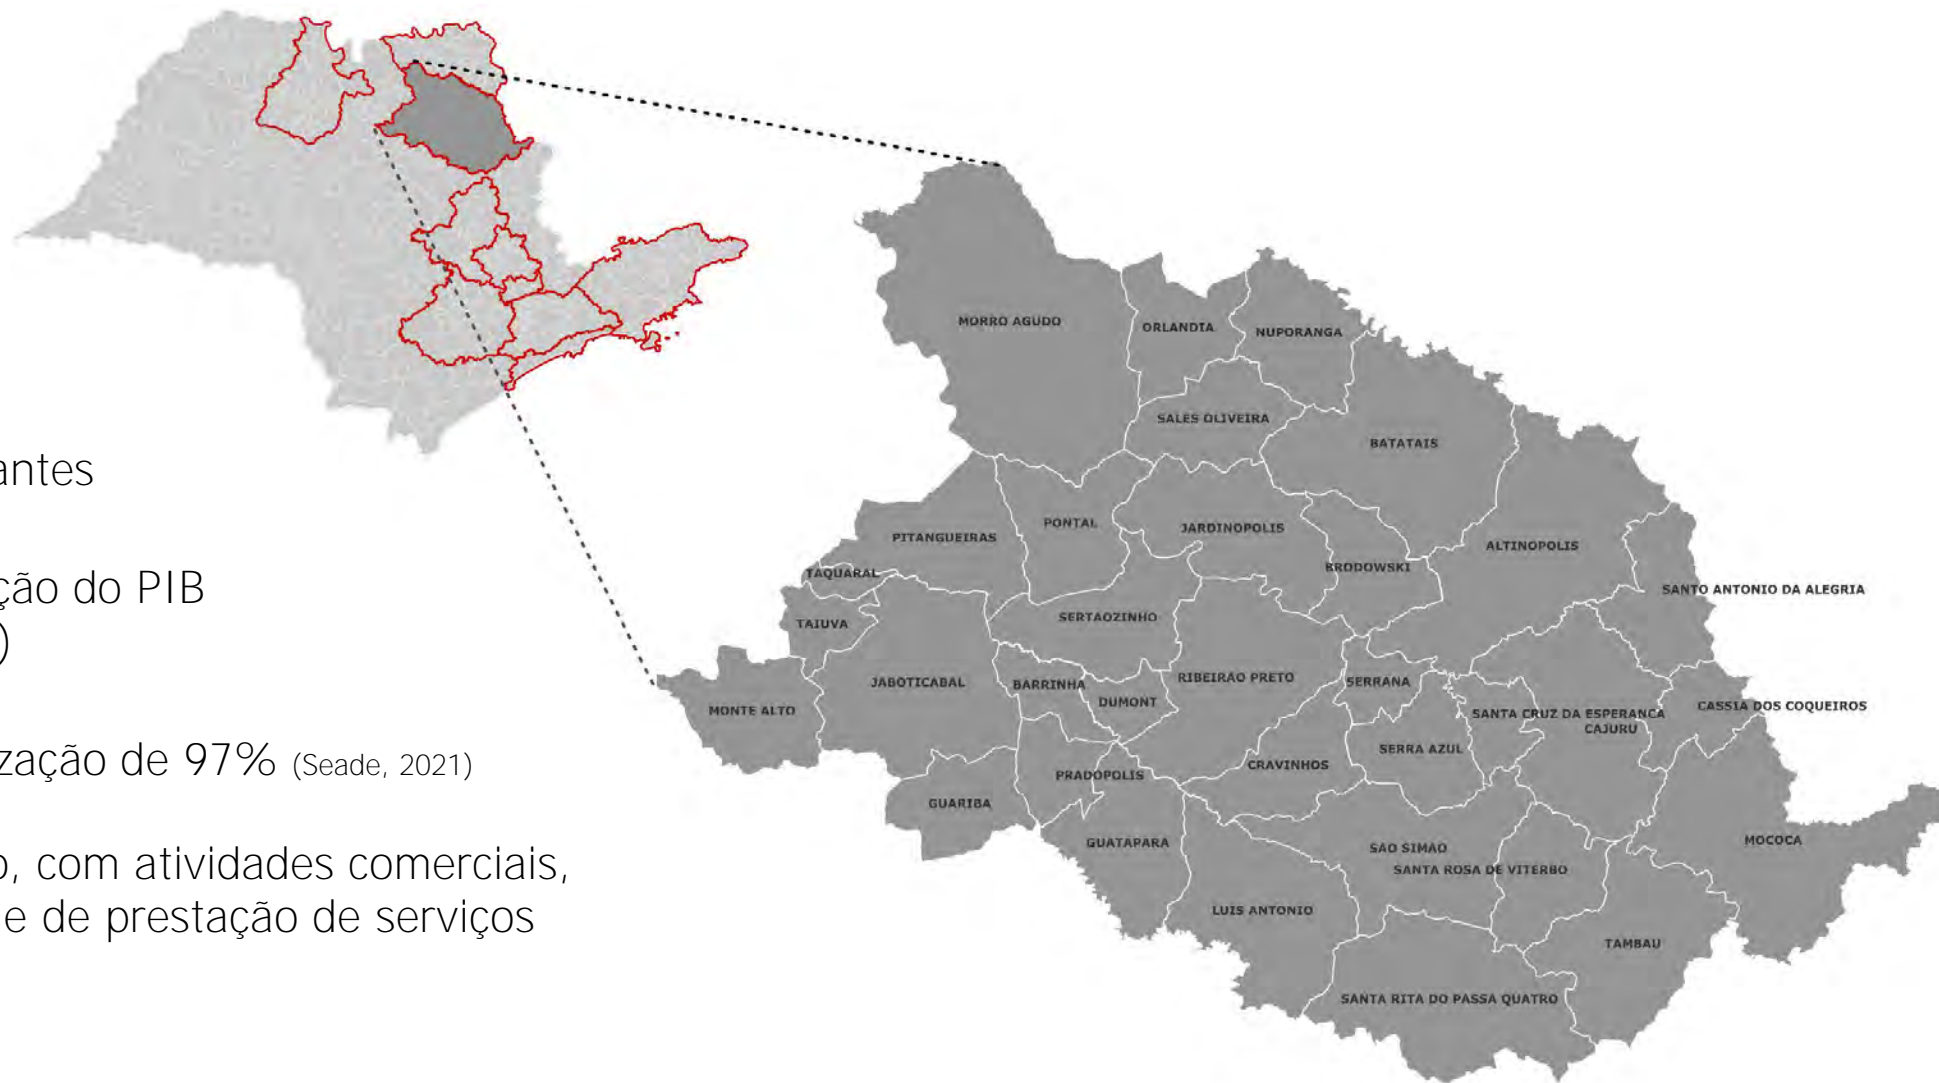 antes
ção do PIB
)
zação de 97% (Seade, 2021)
o, com atividades comerciais,
e de prestação de serviços
MORRO AGUDO
ORLANDIA
NUPORANGA
SALES OLIVEIRA
BATATAIS
PITANGUEIRAS
PONTAL
JARDINOPOLIS
ALTINOPOLIS
TAQUARAL
BRODOWSKI
SANTO ANTONIO DA ALEGRIA
TAIUVA
SERTAOZINHO
JABOTICABAL
BARRINHA
DUMONT
RIBEIRÃO PRETO
SERRANA
MONTE ALTO
SANTA CRUZ DA ESPERANCA
CAJURU
CASSIA DOS COQUEIROS
SERRA AZUL
CRAVINHOS
PRADOPOLIS
GUARIBA
GUATAPARA
SAO SIMAO
SANTA ROSA DE VITERBO
MOCOCA
LUIS ANTONIO
TAMBAU
SANTA RITA DO PASSA QUATRO